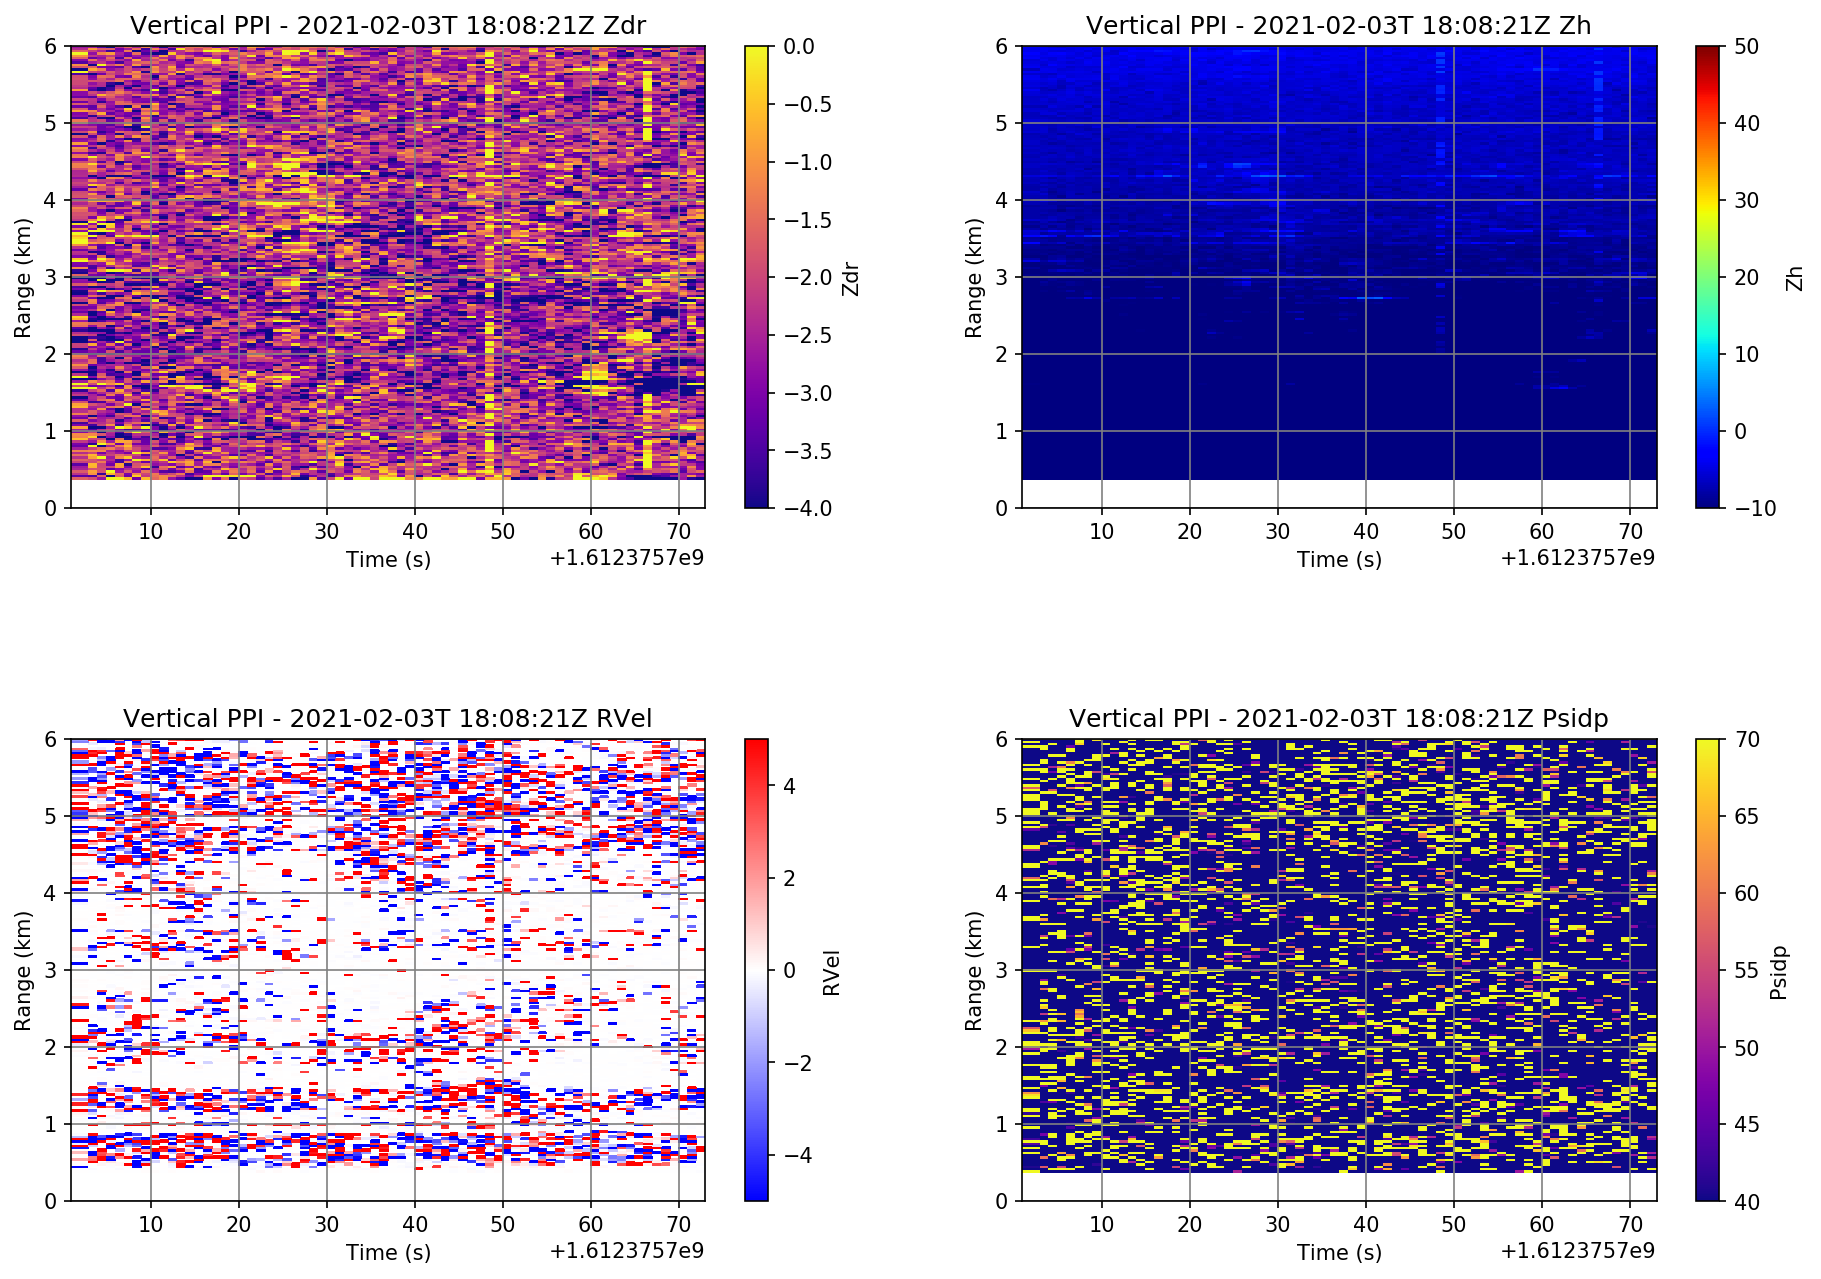 Vertical PPI - 2021-02-03T 18:08:21Z Zdr
6
5
4
3
2
1
0
Range (km)
10 20 30 40 50 60 70
Time (s)
+1.6123757e9
0.0
−0.5
−1.0
−1.5
−2.0
−2.5
−3.0
−3.5
−4.0
Zdr
Vertical PPI - 2021-02-03T 18:08:21Z Zh
6
5
4
3
2
1
0
Range (km)
10 20 30 40 50 60 70
Time (s)
+1.6123757e9
50
40
30
20
10
0
−10
Zh
Vertical PPI - 2021-02-03T 18:08:21Z RVel
6
5
4
3
2
1
0
Range (km)
10 20 30 40 50 60 70
Time (s)
+1.6123757e9
4
2
0
−2
−4
RVel
Vertical PPI - 2021-02-03T 18:08:21Z Psidp
6
5
4
3
2
1
0
Range (km)
10 20 30 40 50 60 70
Time (s)
+1.6123757e9
70
65
60
55
50
45
40
Psidp